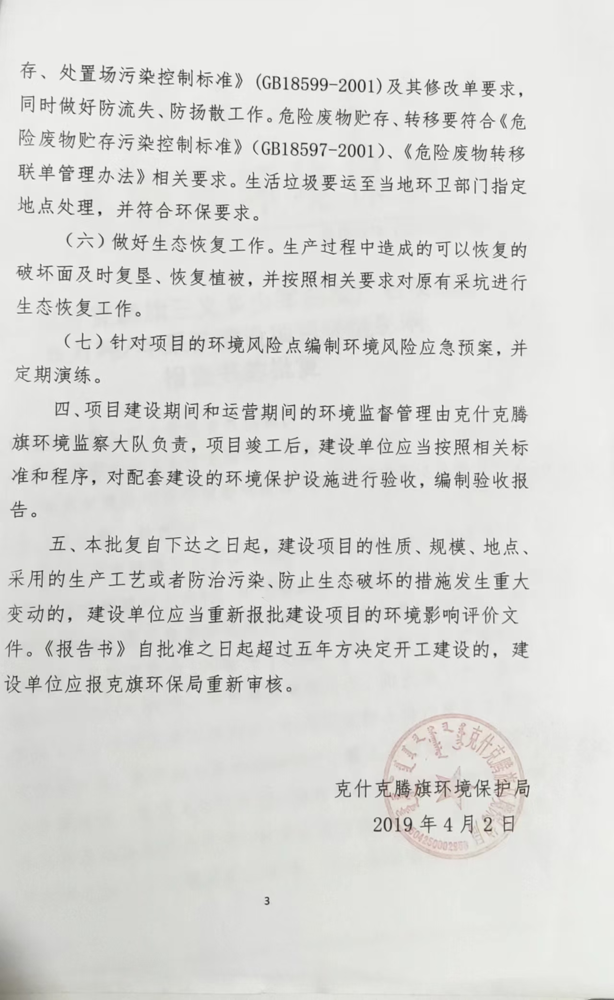 存、处置场污染控制标准》(GB18599-2001)及其修改单要求，
同时做好防流失、防扬散工作。危险废物贮存、转移要符合《危
险废物贮存污染控制标准》（GB18597-2001）、《危险废物转移
联单管理办法》相关要求。生活垃圾要运至当地环卫部门指定
地点处理，并符合环保要求。
（六）做好生态恢复工作。生产过程中造成的可以恢复的
破坏面及时复垦、恢复植被，并按照相关要求对原有采坑进行
生态恢复工作。
（七）针对项目的环境风险点编制环境风险应急预案，并
定期演练。
四、项目建设期间和运营期间的环境监督管理由克什克腾
旗环境监察大队负责，项目竣工后，建设单位应当按照相关标
准和程序，对配套建设的环境保护设施进行验收，编制验收报
告。
五、本批复自下达之日起，建设项目的性质、规模、地点、
采用的生产工艺或者防治污染、防止生态破坏的措施发生重大
变动的，建设单位应当重新报批建设项目的环境影响评价文
件。《报告书》自批准之日起超过五年方决定开工建设的，建
设单位应报克旗环保局重新审核。
克什克腾旗环境保护局
2019年4月2日
3